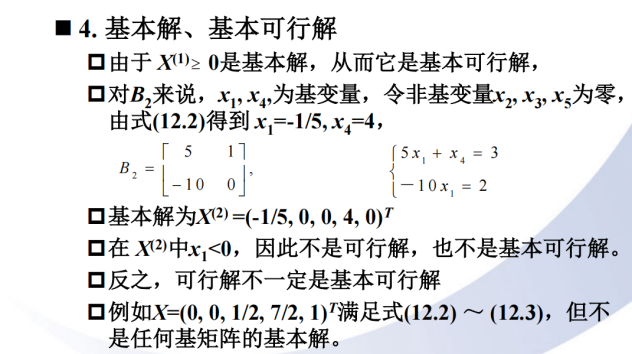 ■ 4. 基本解、基本可行解
由于 X⁽¹⁾≥ 0是基本解，从而它是基本可行解，
对B₂来说，x₁, x₄,为基变量，令非基变量x₂, x₃, x₅为零，
由式(12.2)得到 x₁=-1/5, x₄=4，
B₂ = [ 5 1 ; −10 0 ], { 5x₁ + x₄ = 3 ; −10x₁ = 2
基本解为X⁽²⁾ =(-1/5, 0, 0, 4, 0)ᵀ
在 X⁽²⁾中x₁<0，因此不是可行解，也不是基本可行解。
反之，可行解不一定是基本可行解
例如X=(0, 0, 1/2, 7/2, 1)ᵀ满足式(12.2) ～ (12.3)，但不
是任何基矩阵的基本解。